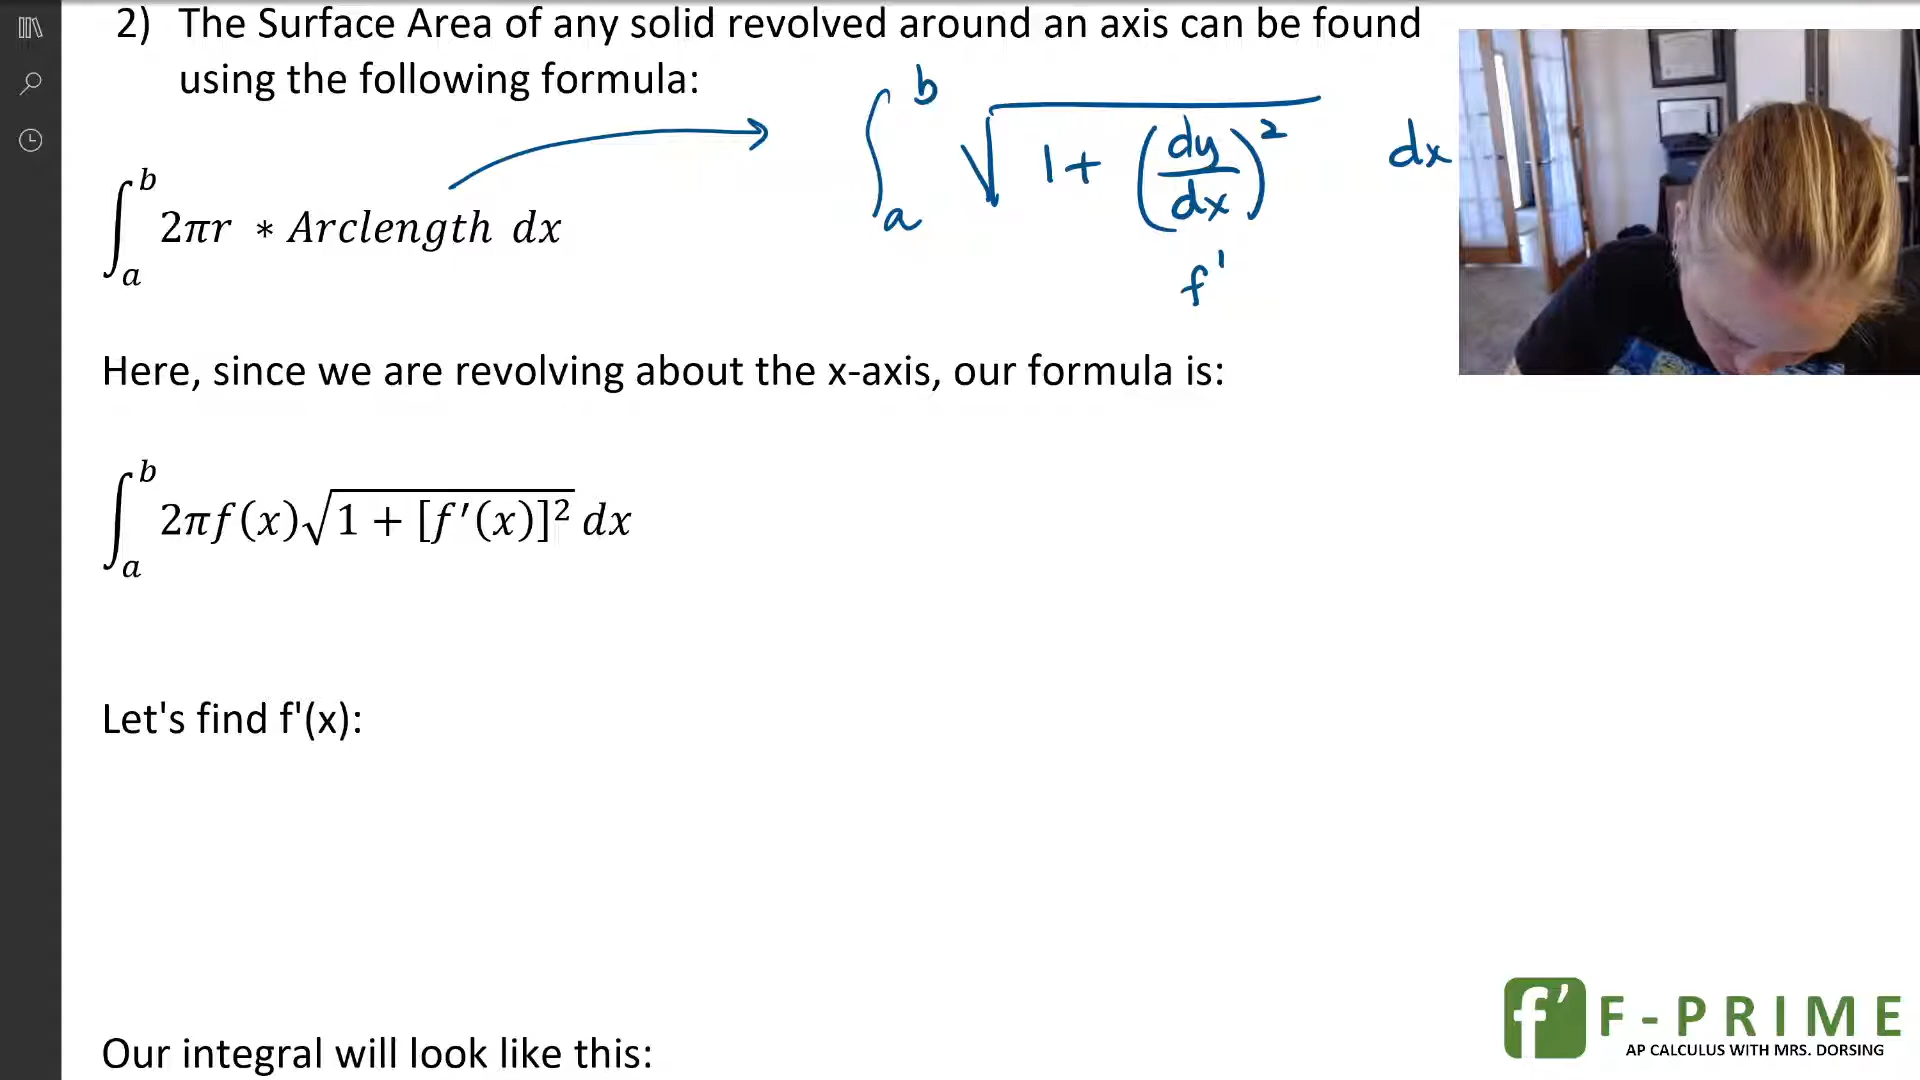 2) The Surface Area of any solid revolved around an axis can be found
using the following formula:
∫_a^b 2πr ∗ Arclength dx
∫_a^b √(1 + (dy/dx)^2) dx
f'
Here, since we are revolving about the x-axis, our formula is:
∫_a^b 2πf(x)√(1 + [f′(x)]²) dx
Let's find f'(x):
Our integral will look like this:
f’
F-PRIME
AP CALCULUS WITH MRS. DORSING